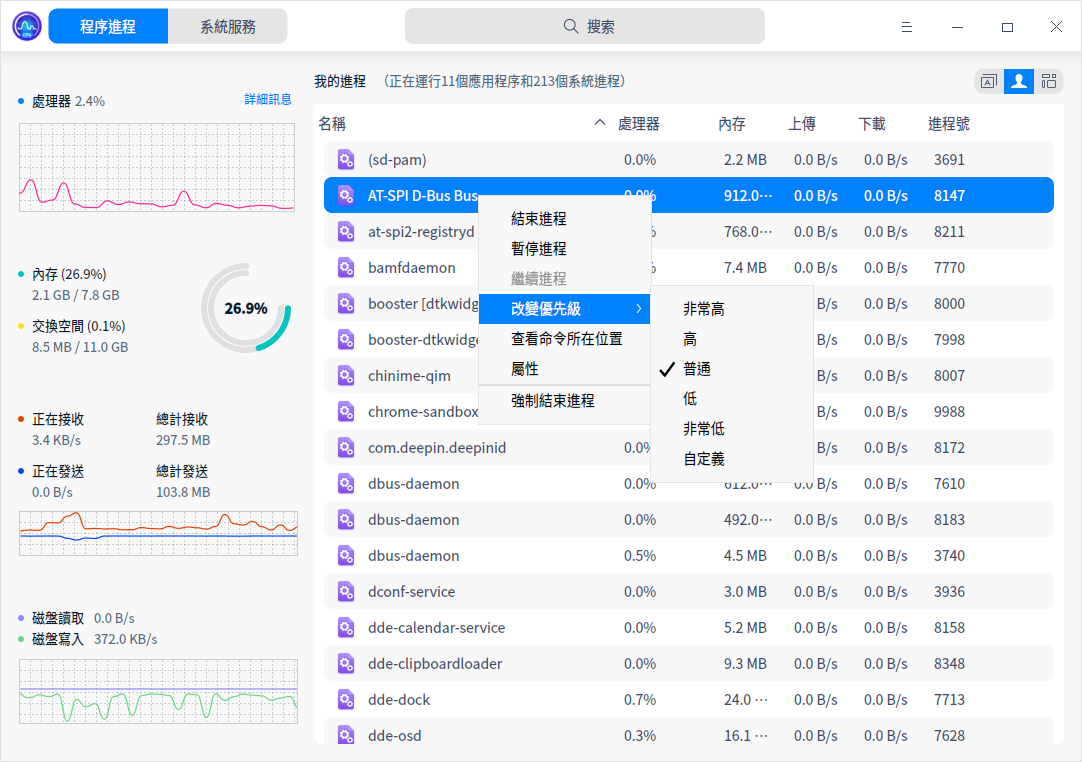 程序進程 系統服務 搜索
處理器 2.4% 詳細訊息
內存 (26.9%)
2.1 GB / 7.8 GB
交換空間 (0.1%)
8.5 MB / 11.0 GB
26.9%
正在接收 總計接收
3.4 KB/s 297.5 MB
正在發送 總計發送
0.0 B/s 103.8 MB
磁盤讀取 0.0 B/s
磁盤寫入 372.0 KB/s
我的進程 （正在運行11個應用程序和213個系統進程）
名稱 處理器 內存 上傳 下載 進程號
(sd-pam) 0.0% 2.2 MB 0.0 B/s 0.0 B/s 3691
AT-SPI D-Bus Bus 0.0% 912.0··· 0.0 B/s 0.0 B/s 8147
at-spi2-registryd 768.0··· 0.0 B/s 0.0 B/s 8211
bamfdaemon 7.4 MB 0.0 B/s 0.0 B/s 7770
booster [dtkwidg B/s 0.0 B/s 8000
booster-dtkwidge B/s 0.0 B/s 7998
chinime-qim B/s 0.0 B/s 8007
chrome-sandbox B/s 0.0 B/s 9988
com.deepin.deepinid 0.0% B/s 0.0 B/s 8172
dbus-daemon 0.0% 612.0··· 0.0 B/s 0.0 B/s 7610
dbus-daemon 0.0% 492.0··· 0.0 B/s 0.0 B/s 8183
dbus-daemon 0.5% 4.5 MB 0.0 B/s 0.0 B/s 3740
dconf-service 0.0% 3.0 MB 0.0 B/s 0.0 B/s 3936
dde-calendar-service 0.0% 5.2 MB 0.0 B/s 0.0 B/s 8158
dde-clipboardloader 0.0% 9.3 MB 0.0 B/s 0.0 B/s 8348
dde-dock 0.7% 24.0 ··· 0.0 B/s 0.0 B/s 7713
dde-osd 0.3% 16.1 ··· 0.0 B/s 0.0 B/s 7628
結束進程
暫停進程
繼續進程
改變優先級
查看命令所在位置
屬性
強制結束進程
非常高
高
普通
低
非常低
自定義